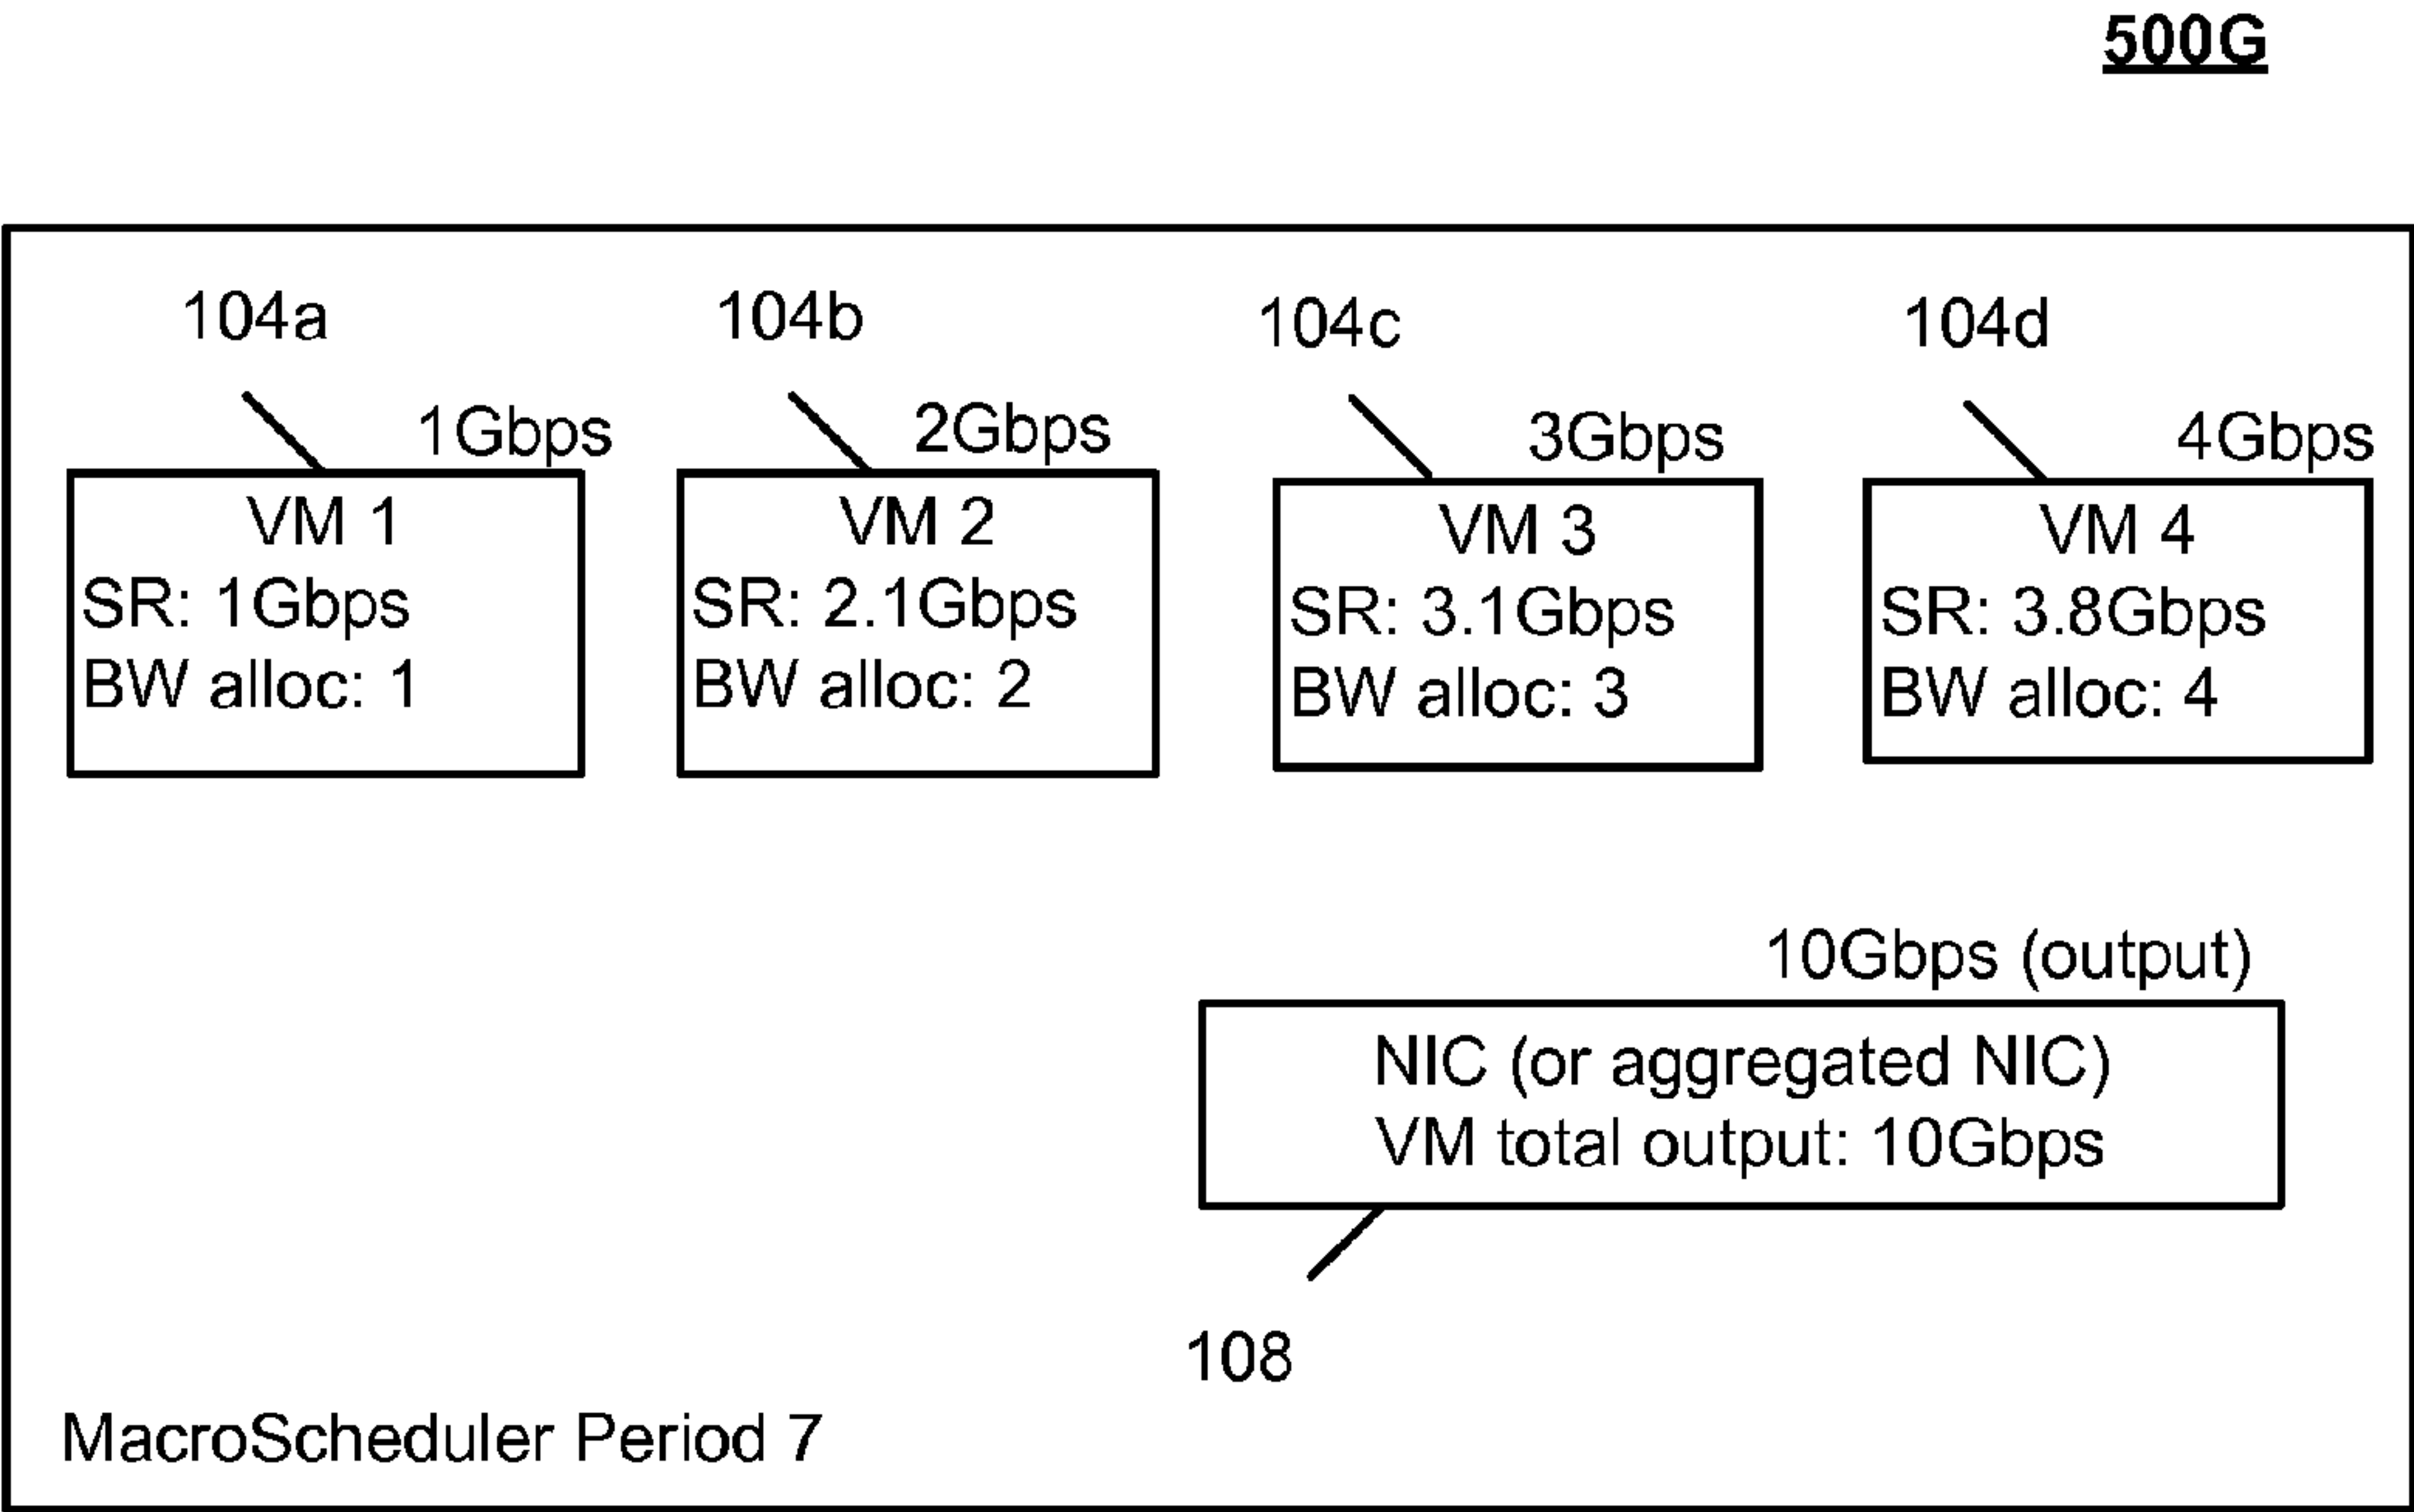 500G
104a
104b
104c
104d
1Gbps
2Gbps
3Gbps
4Gbps
VM 1
SR: 1Gbps
BW alloc: 1
VM 2
SR: 2.1Gbps
BW alloc: 2
VM 3
SR: 3.1Gbps
BW alloc: 3
VM 4
SR: 3.8Gbps
BW alloc: 4
10Gbps (output)
NIC (or aggregated NIC)
VM total output: 10Gbps
108
MacroScheduler Period 7